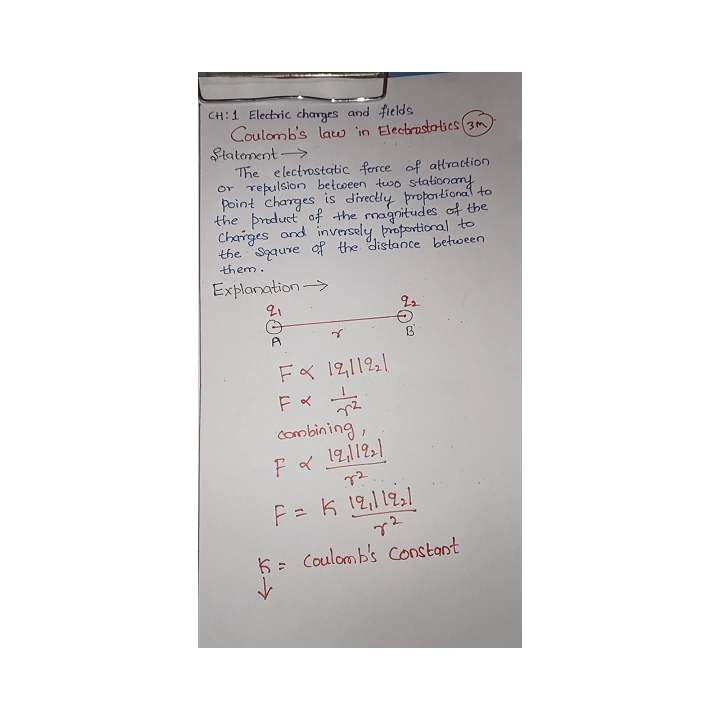 CH:1 Electric charges and fields
Coulomb's law in Electrostatics 3m
Statement →
The electrostatic force of attraction
or repulsion between two stationary
point charges is directly proportional to
the product of the magnitudes of the
charges and inversely proportional to
the sqaure of the distance between
them.
Explanation →
q₁ q₂
A r B
F ∝ |q₁||q₂|
F ∝ 1/r²
combining,
F ∝ |q₁||q₂|/r²
F = K |q₁||q₂|/r²
K = Coulomb's Constant
↓